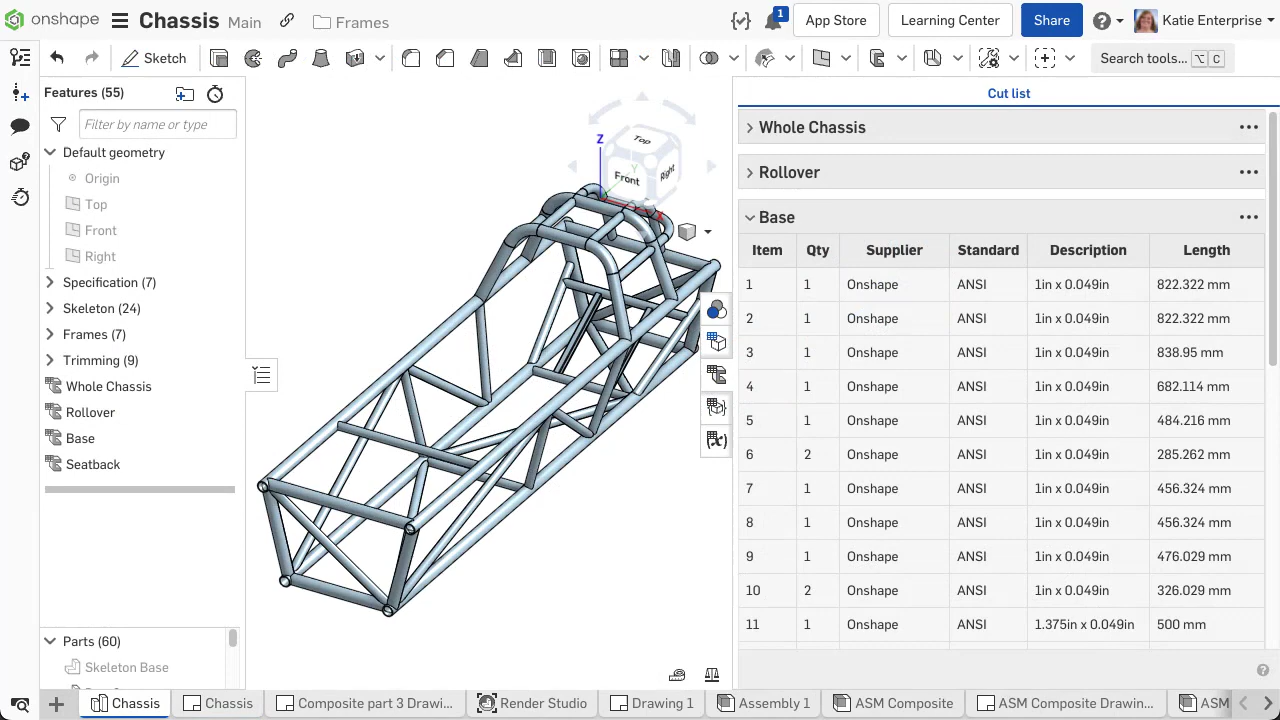 onshape Chassis Main Frames 1 App Store Learning Center Share Katie Enterprise
Sketch Search tools... ⌥ C
Features (55)
Filter by name or type
Default geometry
Origin
Top
Front
Right
Specification (7)
Skeleton (24)
Frames (7)
Trimming (9)
Whole Chassis
Rollover
Base
Seatback
Parts (60)
Skeleton Base
Z
Top
Y
Front Right
X
Cut list
Whole Chassis
Rollover
Base
Item Qty Supplier Standard Description Length
1 1 Onshape ANSI 1in x 0.049in 822.322 mm
2 1 Onshape ANSI 1in x 0.049in 822.322 mm
3 1 Onshape ANSI 1in x 0.049in 838.95 mm
4 1 Onshape ANSI 1in x 0.049in 682.114 mm
5 1 Onshape ANSI 1in x 0.049in 484.216 mm
6 2 Onshape ANSI 1in x 0.049in 285.262 mm
7 1 Onshape ANSI 1in x 0.049in 456.324 mm
8 1 Onshape ANSI 1in x 0.049in 456.324 mm
9 1 Onshape ANSI 1in x 0.049in 476.029 mm
10 2 Onshape ANSI 1in x 0.049in 326.029 mm
11 1 Onshape ANSI 1.375in x 0.049in 500 mm
Chassis Chassis Composite part 3 Drawi... Render Studio Drawing 1 Assembly 1 ASM Composite ASM Composite Drawin... ASM